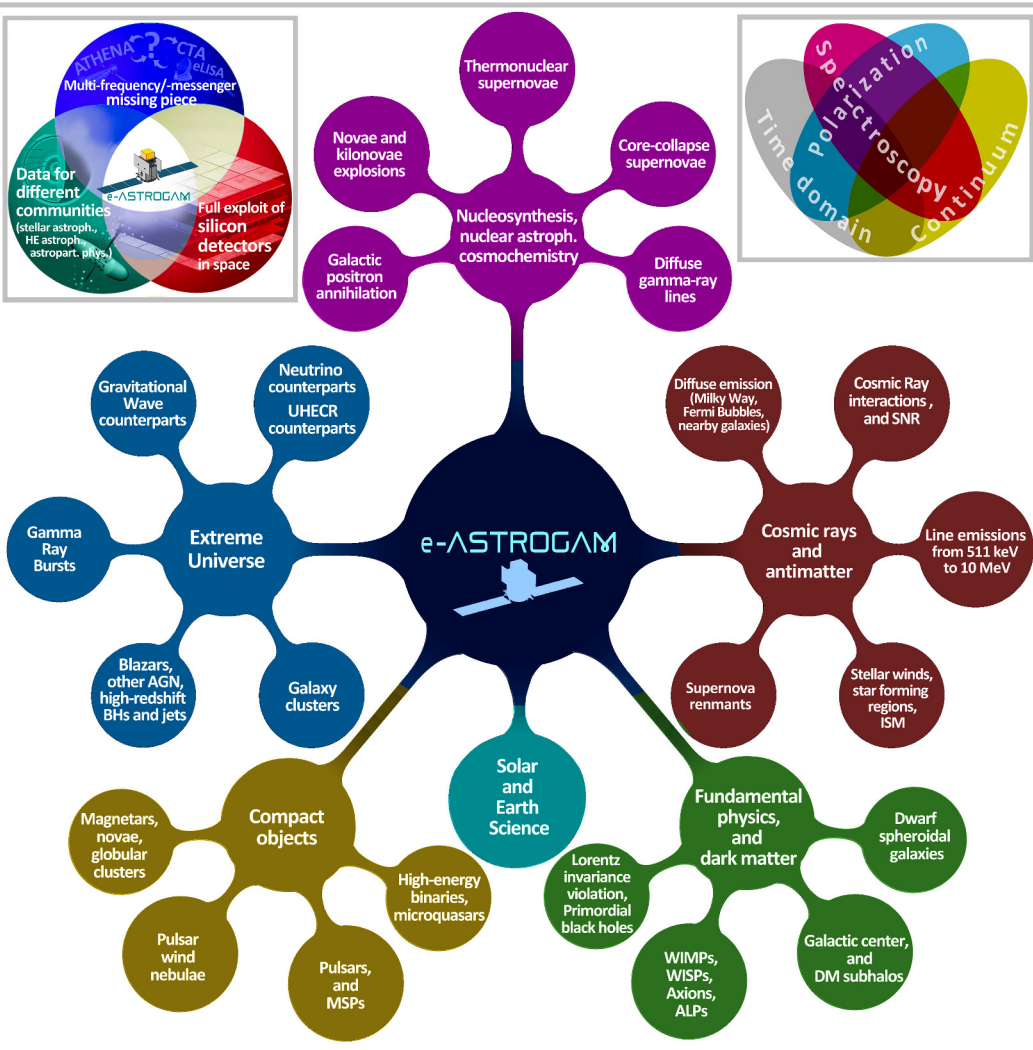 ATHENA
?
CTA
eLISA
Multi-frequency/-messenger
missing piece
Data for
different
communities
(stellar astroph.,
HE astroph.,
astropart. phys.)
e-ASTROGAM
Full exploit of
silicon
detectors
in space
Thermonuclear
supernovae
Novae and
kilonovae
explosions
Core-collapse
supernovae
Nucleosynthesis,
nuclear astroph.
cosmochemistry
Galactic
positron
annihilation
Diffuse
gamma-ray
lines
Time domain
Spectroscopy
Polarization
Continuum
Gravitational
Wave
counterparts
Neutrino
counterparts
UHECR
counterparts
Gamma
Ray
Bursts
Extreme
Universe
Blazars,
other AGN,
high-redshift
BHs and jets
Galaxy
clusters
e-ASTROGAM
Diffuse emission
(Milky Way,
Fermi Bubbles,
nearby galaxies)
Cosmic Ray
interactions ,
and SNR
Cosmic rays
and
antimatter
Line emissions
from 511 keV
to 10 MeV
Supernova
renmants
Stellar winds,
star forming
regions,
ISM
Compact
objects
Magnetars,
novae,
globular
clusters
High-energy
binaries,
microquasars
Pulsar
wind
nebulae
Pulsars,
and
MSPs
Solar
and
Earth
Science
Fundamental
physics,
and
dark matter
Dwarf
spheroidal
galaxies
Lorentz
invariance
violation,
Primordial
black holes
WIMPs,
WISPs,
Axions,
ALPs
Galactic center,
and
DM subhalos